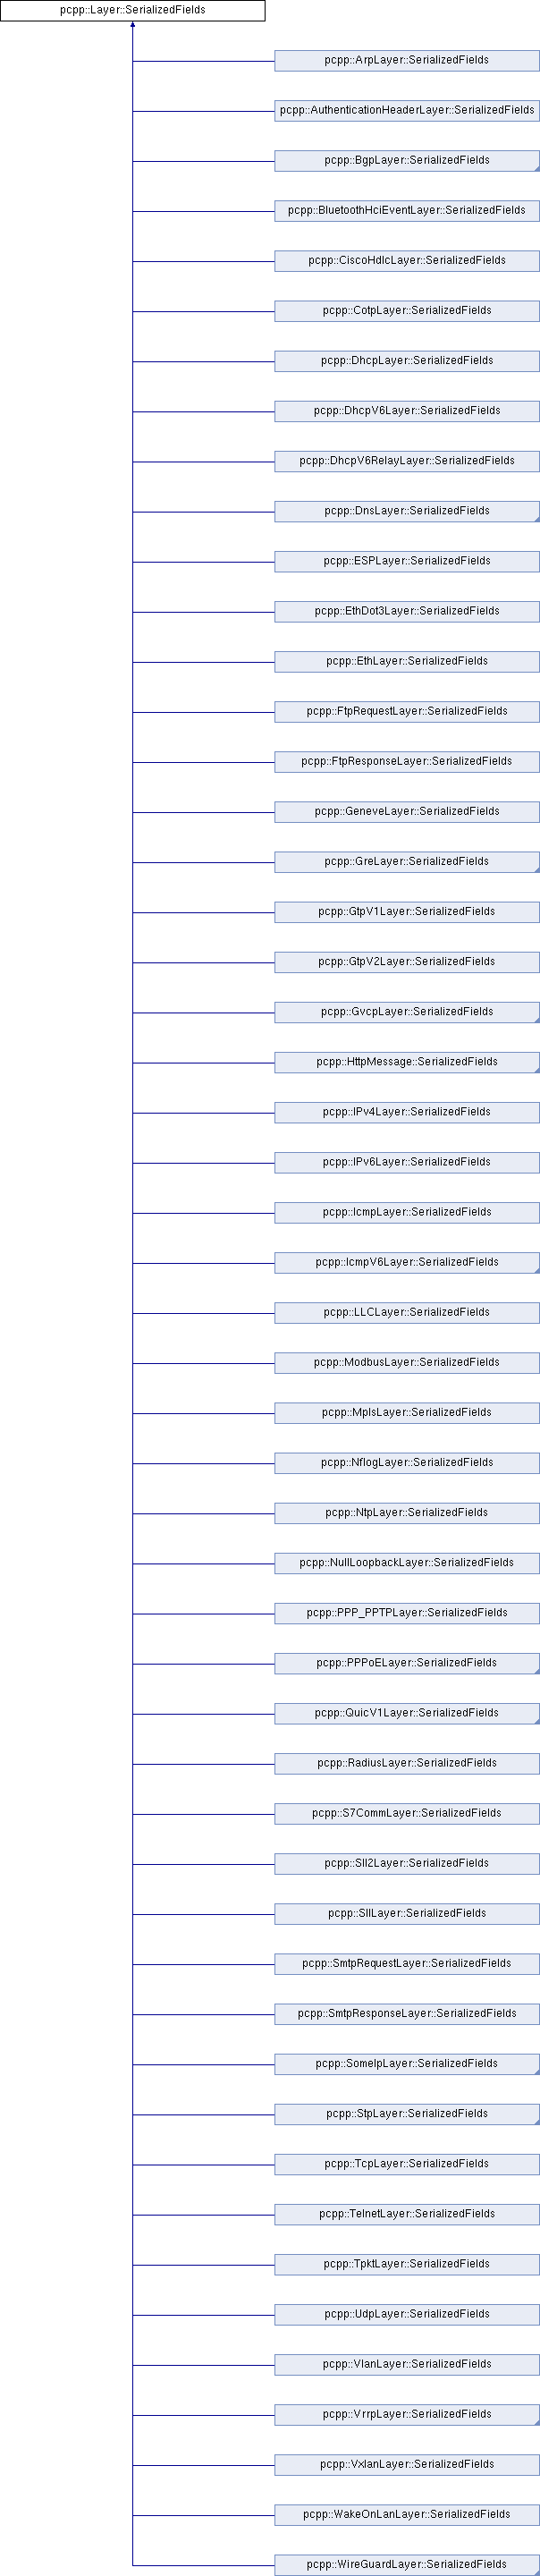 pcpp::Layer::SerializedFields
pcpp::ArpLayer::SerializedFields
pcpp::AuthenticationHeaderLayer::SerializedFields
pcpp::BgpLayer::SerializedFields
pcpp::BluetoothHciEventLayer::SerializedFields
pcpp::CiscoHdlcLayer::SerializedFields
pcpp::CotpLayer::SerializedFields
pcpp::DhcpLayer::SerializedFields
pcpp::DhcpV6Layer::SerializedFields
pcpp::DhcpV6RelayLayer::SerializedFields
pcpp::DnsLayer::SerializedFields
pcpp::ESPLayer::SerializedFields
pcpp::EthDot3Layer::SerializedFields
pcpp::EthLayer::SerializedFields
pcpp::FtpRequestLayer::SerializedFields
pcpp::FtpResponseLayer::SerializedFields
pcpp::GeneveLayer::SerializedFields
pcpp::GreLayer::SerializedFields
pcpp::GtpV1Layer::SerializedFields
pcpp::GtpV2Layer::SerializedFields
pcpp::GvcpLayer::SerializedFields
pcpp::HttpMessage::SerializedFields
pcpp::IPv4Layer::SerializedFields
pcpp::IPv6Layer::SerializedFields
pcpp::IcmpLayer::SerializedFields
pcpp::IcmpV6Layer::SerializedFields
pcpp::LLCLayer::SerializedFields
pcpp::ModbusLayer::SerializedFields
pcpp::MplsLayer::SerializedFields
pcpp::NflogLayer::SerializedFields
pcpp::NtpLayer::SerializedFields
pcpp::NullLoopbackLayer::SerializedFields
pcpp::PPP_PPTPLayer::SerializedFields
pcpp::PPPoELayer::SerializedFields
pcpp::QuicV1Layer::SerializedFields
pcpp::RadiusLayer::SerializedFields
pcpp::S7CommLayer::SerializedFields
pcpp::Sll2Layer::SerializedFields
pcpp::SllLayer::SerializedFields
pcpp::SmtpRequestLayer::SerializedFields
pcpp::SmtpResponseLayer::SerializedFields
pcpp::SomeIpLayer::SerializedFields
pcpp::StpLayer::SerializedFields
pcpp::TcpLayer::SerializedFields
pcpp::TelnetLayer::SerializedFields
pcpp::TpktLayer::SerializedFields
pcpp::UdpLayer::SerializedFields
pcpp::VlanLayer::SerializedFields
pcpp::VrrpLayer::SerializedFields
pcpp::VxlanLayer::SerializedFields
pcpp::WakeOnLanLayer::SerializedFields
pcpp::WireGuardLayer::SerializedFields